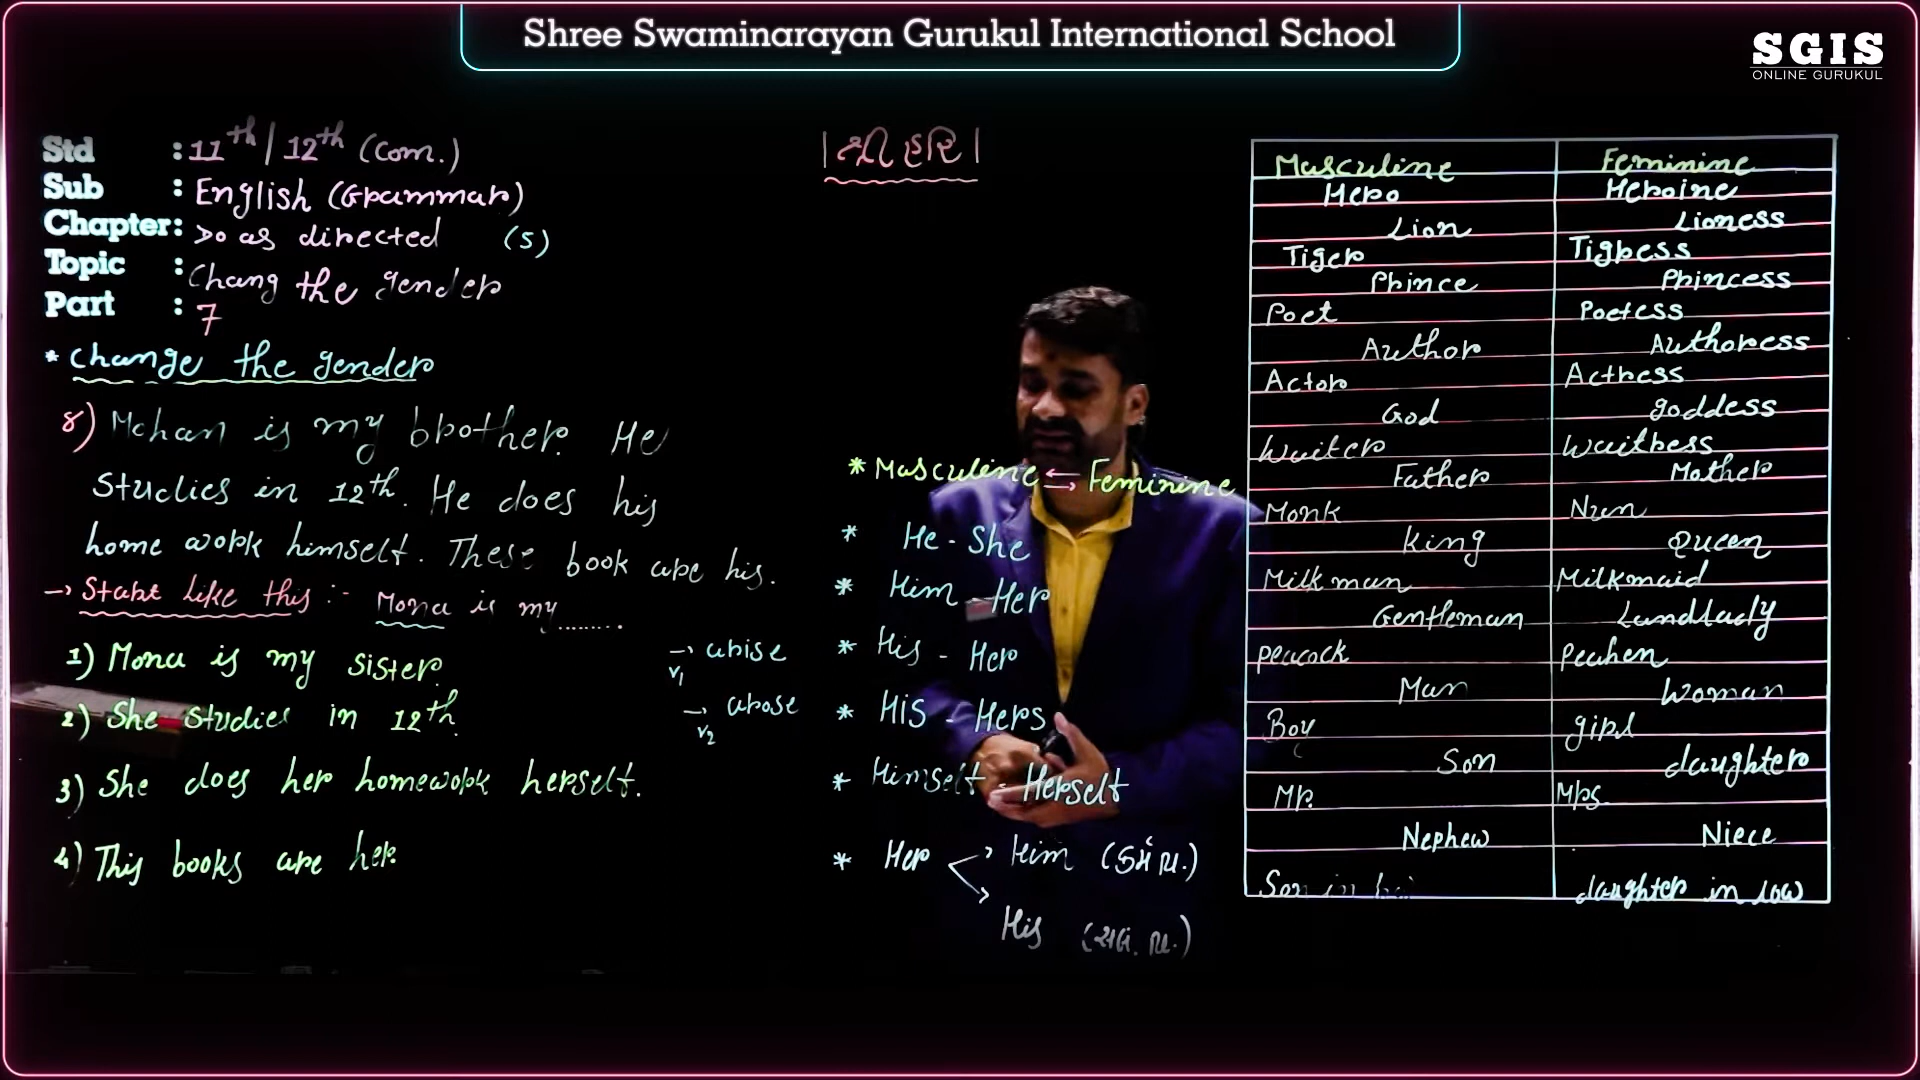 Shree Swaminarayan Gurukul International School
SGIS
ONLINE GURUKUL
Std : 11th / 12th (Com.)
Sub : English (Grammar)
Chapter: Do as directed (5)
Topic : Chang the gender
Part : 7
|શ્રી હરિ|
* Change the gender
8) Mohan is my brother. He
Studies in 12th. He does his
home work himself. These book are his.
→ Start like this :- Mona is my........
1) Mona is my sister.
2) She Studies in 12th.
3) She does her homework herself.
4) This books are her.
→ arise
V1
→ arose
V2
* Masculine ⇆ Feminine
* He - She
* Him - Her
* His - Her
* His - Hers
* Himself - Herself
* Her → Him (કર્મ વિ.)
→ His
Masculine Feminine
Hero Heroine
Lion Lioness
Tiger Tigress
Prince Princess
Poet Poetess
Author Authoress
Actor Actress
God goddess
Waiter Waitress
Father Mother
Monk Nun
King Queen
Milkman Milkmaid
Gentleman Landlady
Peacock Peahen
Man Woman
Boy girl
Son daughter
Mr. Mrs.
Nephew Niece
Son in daughter in low